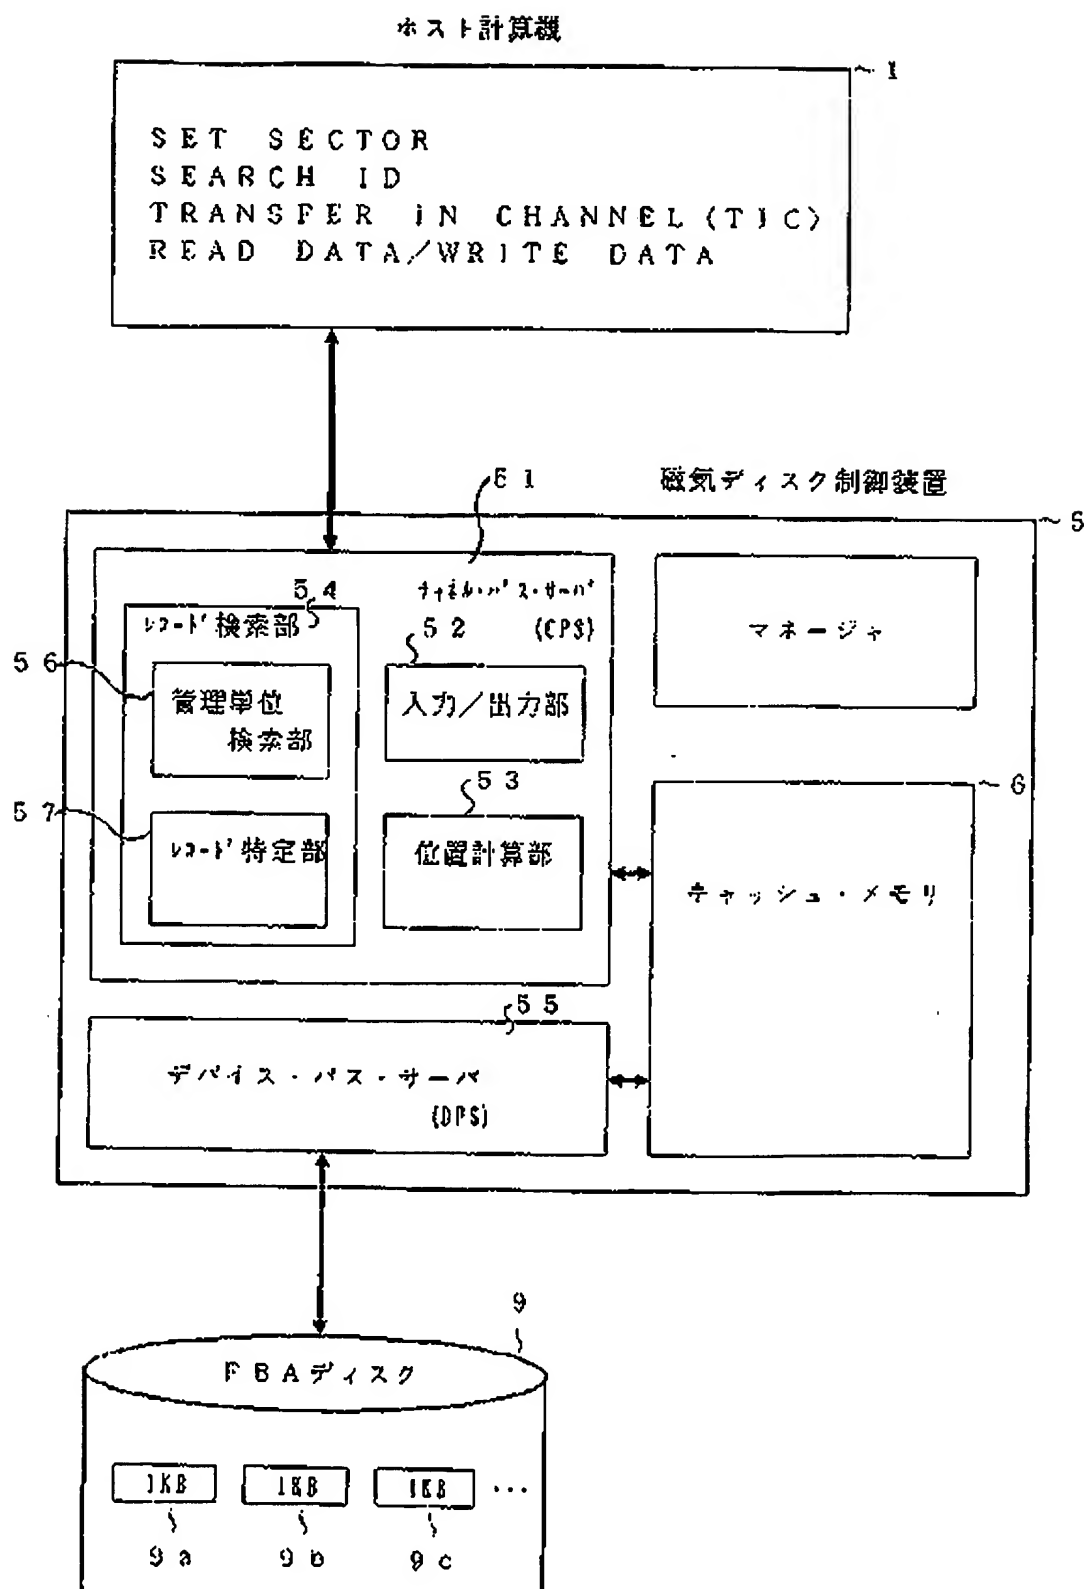 ホスト計算機
1
SET SECTOR
SEARCH ID
TRANSFER IN CHANNEL(TIC)
READ DATA/WRITE DATA
51
磁気ディスク制御装置
5
54
チャネル・パス・サーバ
(CPS)
レコード検索部
52
マネージャ
56
管理単位
検索部
入力/出力部
53
6
57
レコード特定部
位置計算部
キャッシュ・メモリ
55
デバイス・パス・サーバ
(DPS)
9
FBAディスク
1KB
1KB
1KB
...
9a
9b
9c